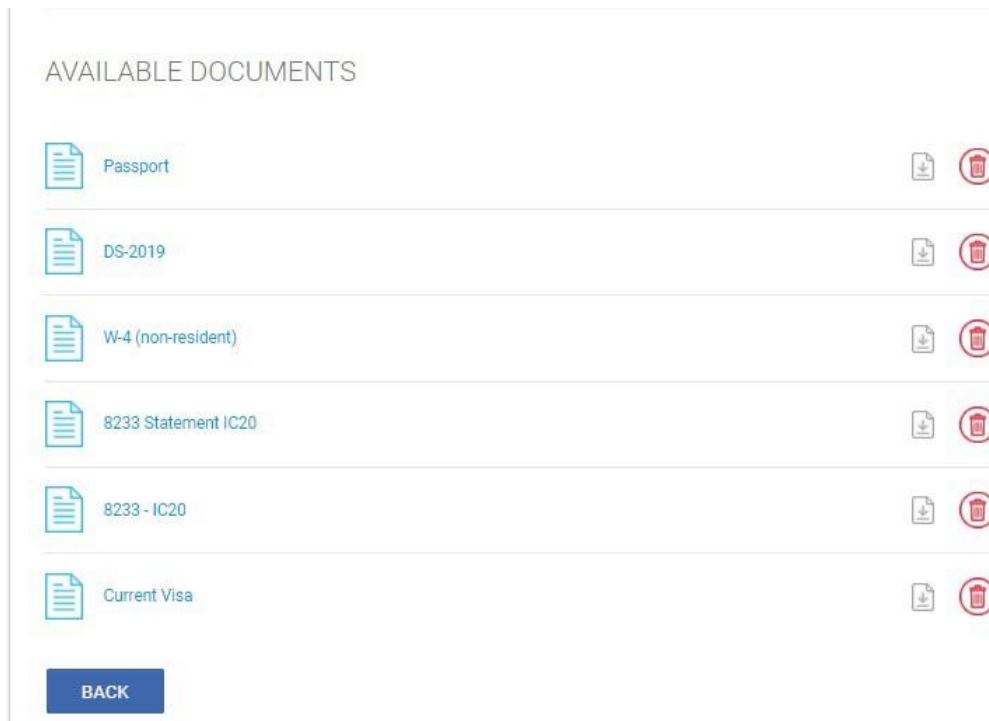 AVAILABLE DOCUMENTS
Passport
DS-2019
W-4 (non-resident)
8233 Statement IC20
8233 - IC20
Current Visa
BACK